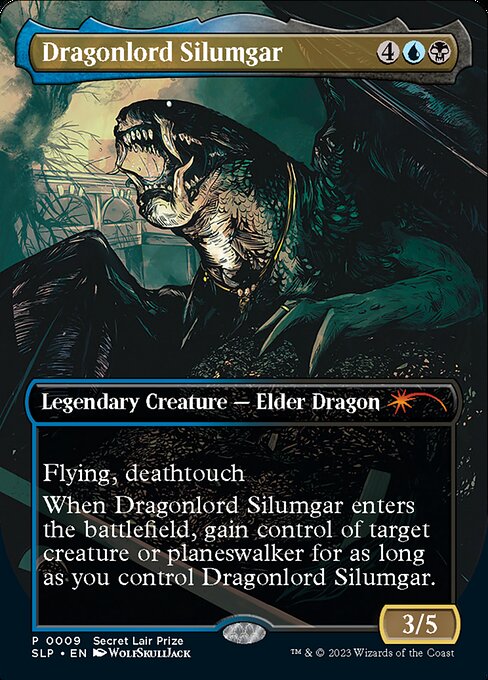 Dragonlord Silumgar 4
Legendary Creature — Elder Dragon
Flying, deathtouch
When Dragonlord Silumgar enters
the battlefield, gain control of target
creature or planeswalker for as long
as you control Dragonlord Silumgar.
3/5
P 0009 Secret Lair Prize
SLP • EN WolfSkullJack ™ & © 2023 Wizards of the Coast